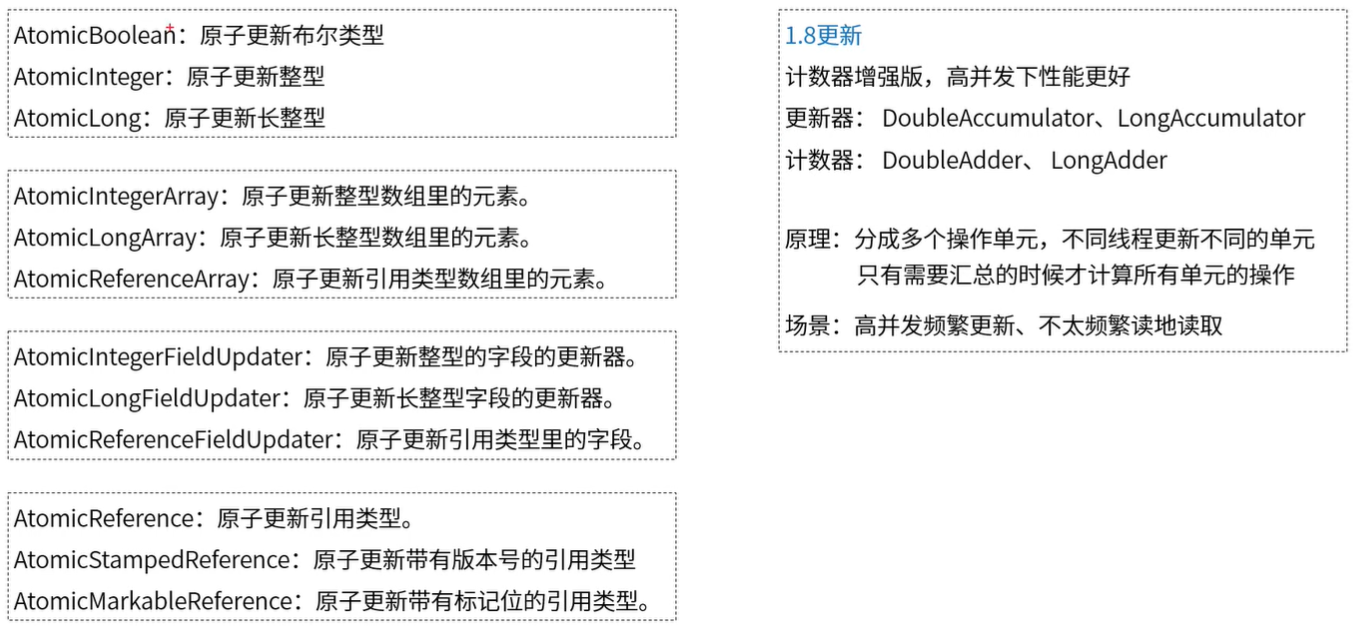 AtomicBoolean：原子更新布尔类型
AtomicInteger：原子更新整型
AtomicLong：原子更新长整型
AtomicIntegerArray：原子更新整型数组里的元素。
AtomicLongArray：原子更新长整型数组里的元素。
AtomicReferenceArray：原子更新引用类型数组里的元素。
AtomicIntegerFieldUpdater：原子更新整型的字段的更新器。
AtomicLongFieldUpdater：原子更新长整型字段的更新器。
AtomicReferenceFieldUpdater：原子更新引用类型里的字段。
AtomicReference：原子更新引用类型。
AtomicStampedReference：原子更新带有版本号的引用类型
AtomicMarkableReference：原子更新带有标记位的引用类型。
1.8更新
计数器增强版，高并发下性能更好
更新器： DoubleAccumulator、LongAccumulator
计数器： DoubleAdder、 LongAdder
原理：分成多个操作单元，不同线程更新不同的单元
只有需要汇总的时候才计算所有单元的操作
场景：高并发频繁更新、不太频繁读地读取